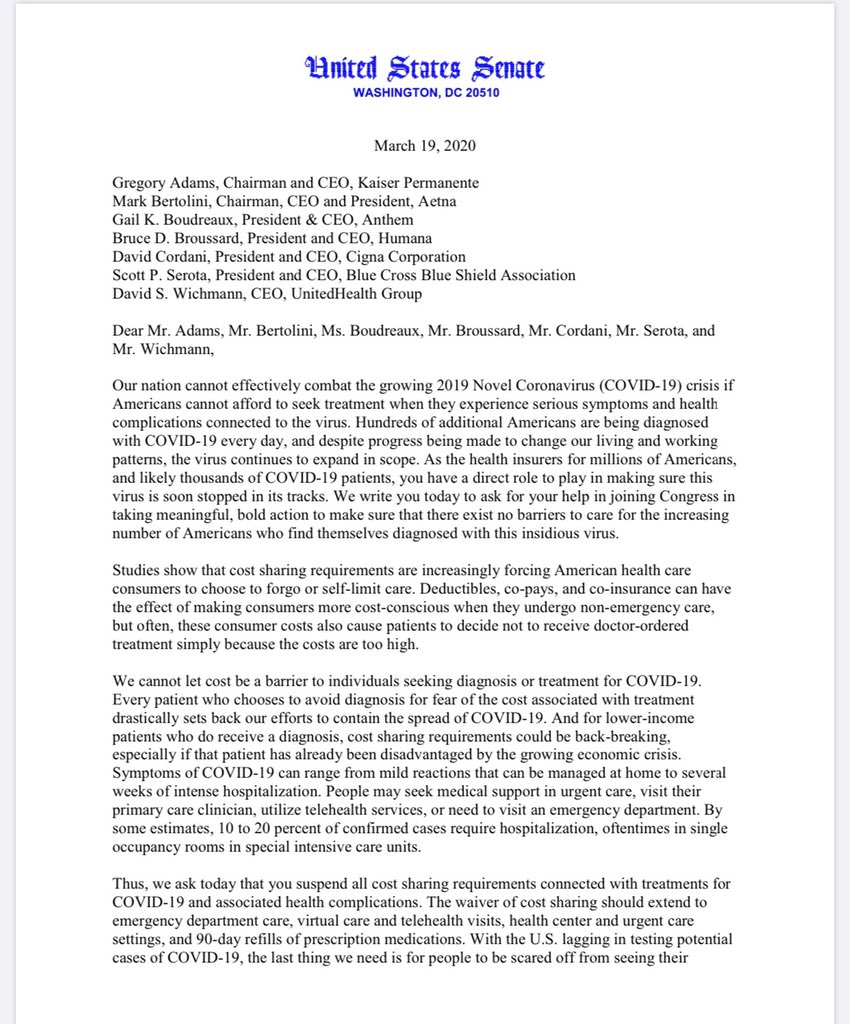 United States Senate
WASHINGTON, DC 20510
March 19, 2020
Gregory Adams, Chairman and CEO, Kaiser Permanente
Mark Bertolini, Chairman, CEO and President, Aetna
Gail K. Boudreaux, President & CEO, Anthem
Bruce D. Broussard, President and CEO, Humana
David Cordani, President and CEO, Cigna Corporation
Scott P. Serota, President and CEO, Blue Cross Blue Shield Association
David S. Wichmann, CEO, UnitedHealth Group
Dear Mr. Adams, Mr. Bertolini, Ms. Boudreaux, Mr. Broussard, Mr. Cordani, Mr. Serota, and
Mr. Wichmann,
Our nation cannot effectively combat the growing 2019 Novel Coronavirus (COVID-19) crisis if
Americans cannot afford to seek treatment when they experience serious symptoms and health
complications connected to the virus. Hundreds of additional Americans are being diagnosed
with COVID-19 every day, and despite progress being made to change our living and working
patterns, the virus continues to expand in scope. As the health insurers for millions of Americans,
and likely thousands of COVID-19 patients, you have a direct role to play in making sure this
virus is soon stopped in its tracks. We write you today to ask for your help in joining Congress in
taking meaningful, bold action to make sure that there exist no barriers to care for the increasing
number of Americans who find themselves diagnosed with this insidious virus.
Studies show that cost sharing requirements are increasingly forcing American health care
consumers to choose to forgo or self-limit care. Deductibles, co-pays, and co-insurance can have
the effect of making consumers more cost-conscious when they undergo non-emergency care,
but often, these consumer costs also cause patients to decide not to receive doctor-ordered
treatment simply because the costs are too high.
We cannot let cost be a barrier to individuals seeking diagnosis or treatment for COVID-19.
Every patient who chooses to avoid diagnosis for fear of the cost associated with treatment
drastically sets back our efforts to contain the spread of COVID-19. And for lower-income
patients who do receive a diagnosis, cost sharing requirements could be back-breaking,
especially if that patient has already been disadvantaged by the growing economic crisis.
Symptoms of COVID-19 can range from mild reactions that can be managed at home to several
weeks of intense hospitalization. People may seek medical support in urgent care, visit their
primary care clinician, utilize telehealth services, or need to visit an emergency department. By
some estimates, 10 to 20 percent of confirmed cases require hospitalization, oftentimes in single
occupancy rooms in special intensive care units.
Thus, we ask today that you suspend all cost sharing requirements connected with treatments for
COVID-19 and associated health complications. The waiver of cost sharing should extend to
emergency department care, virtual care and telehealth visits, health center and urgent care
settings, and 90-day refills of prescription medications. With the U.S. lagging in testing potential
cases of COVID-19, the last thing we need is for people to be scared off from seeing their